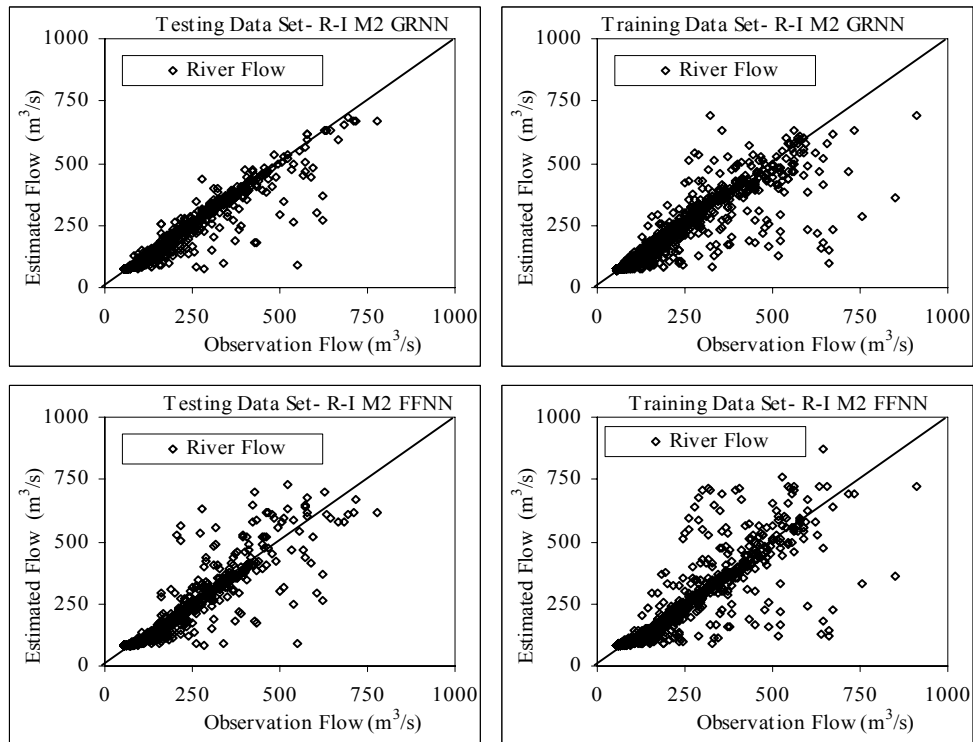 Testing Data Set- R-I M2 GRNN
1000
750
500
250
0
0 250 500 750 1000
Estimated Flow (m³/s)
Observation Flow (m³/s)
River Flow
Training Data Set- R-I M2 GRNN
1000
750
500
250
0
0 250 500 750 1000
Estimated Flow (m³/s)
Observation Flow (m³/s)
River Flow
Testing Data Set- R-I M2 FFNN
1000
750
500
250
0
0 250 500 750 1000
Estimated Flow (m³/s)
Observation Flow (m³/s)
River Flow
Training Data Set- R-I M2 FFNN
1000
750
500
250
0
0 250 500 750 1000
Estimated Flow (m³/s)
Observation Flow (m³/s)
River Flow